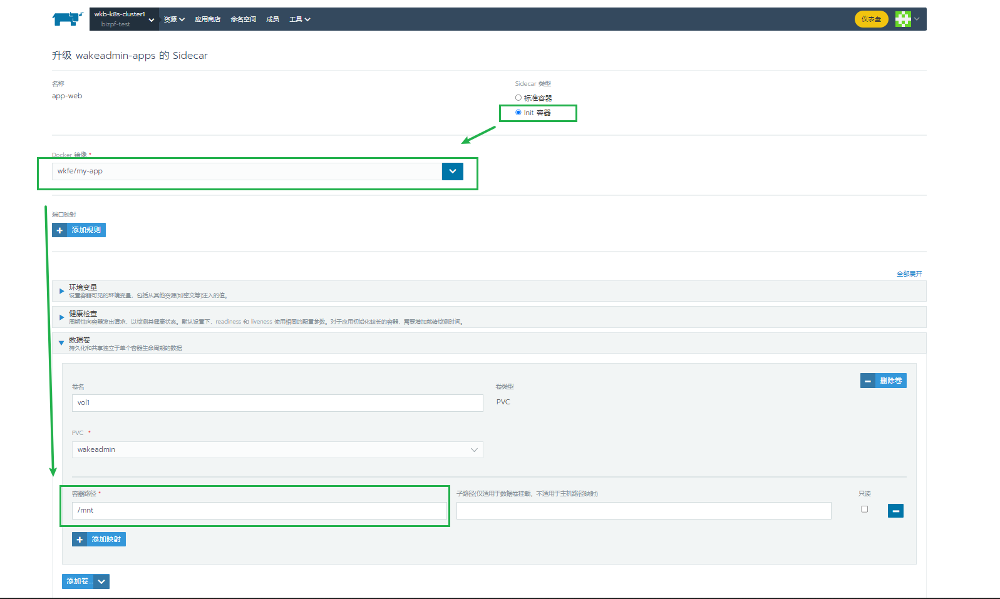 wkb-k8s-cluster1
bizpf-test
资源
应用商店
命名空间
成员
工具
仪表盘
升级 wakeadmin-apps 的 Sidecar
名称
app-web
Sidecar 类型
标准容器
Init 容器
Docker 镜像 *
wkfe/my-app
端口映射
添加规则
全部展开
环境变量
设置容器可见的环境变量，包括从其他资源(如密文等)注入的值。
健康检查
周期性向容器发出请求，以检测其健康状态。默认设置下，readiness 和 liveness 使用相同的配置参数。对于应用初始化较长的容器，需要增加就绪检测时间。
数据卷
持久化和共享独立于单个容器生命周期的数据
删除卷
卷名
vol1
卷类型
PVC
PVC *
wakeadmin
容器路径 *
/mnt
子路径(仅适用于数据卷挂载，不适用于主机路径映射)
只读
添加映射
添加卷...